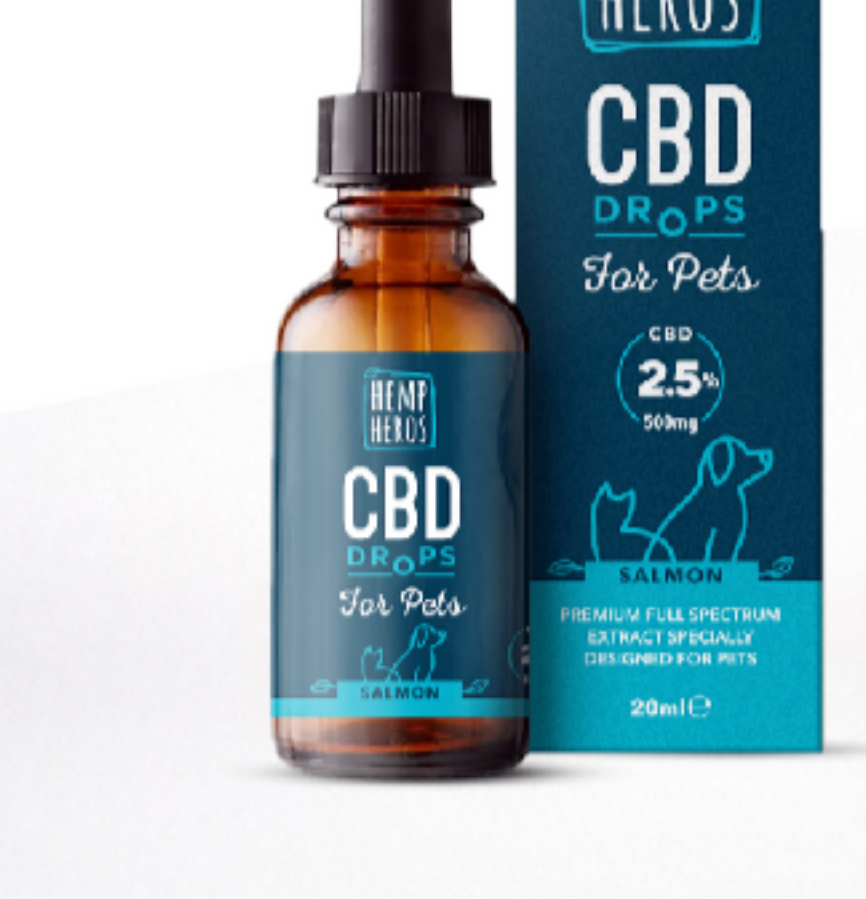 HEMP
HEROS
CBD
DROPS
For Pets
SALMON
HEROS
CBD
DROPS
For Pets
CBD
2.5%
500mg
SALMON
PREMIUM FULL SPECTRUM
EXTRACT SPECIALLY
DESIGNED FOR PETS
20ml℮